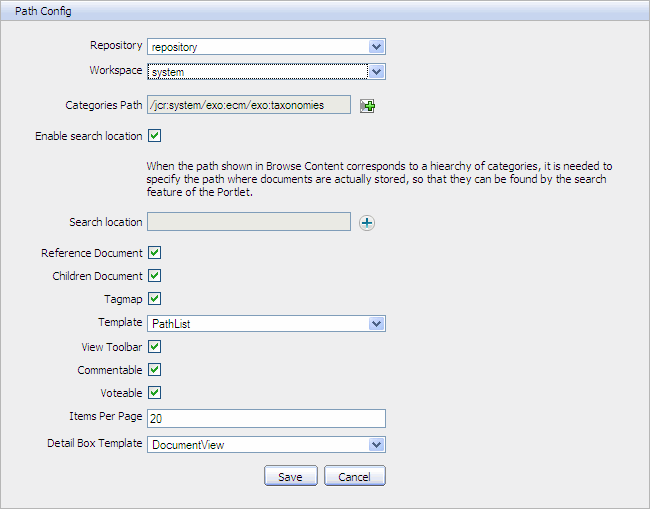 Path Config
Repository repository
Workspace system
Categories Path /jcr:system/exo:ecm/exo:taxonomies
Enable search location
When the path shown in Browse Content corresponds to a hiearchy of categories, it is needed to
specify the path where documents are actually stored, so that they can be found by the search
feature of the Portlet.
Search location
Reference Document
Children Document
Tagmap
Template PathList
View Toolbar
Commentable
Voteable
Items Per Page 20
Detail Box Template DocumentView
Save Cancel